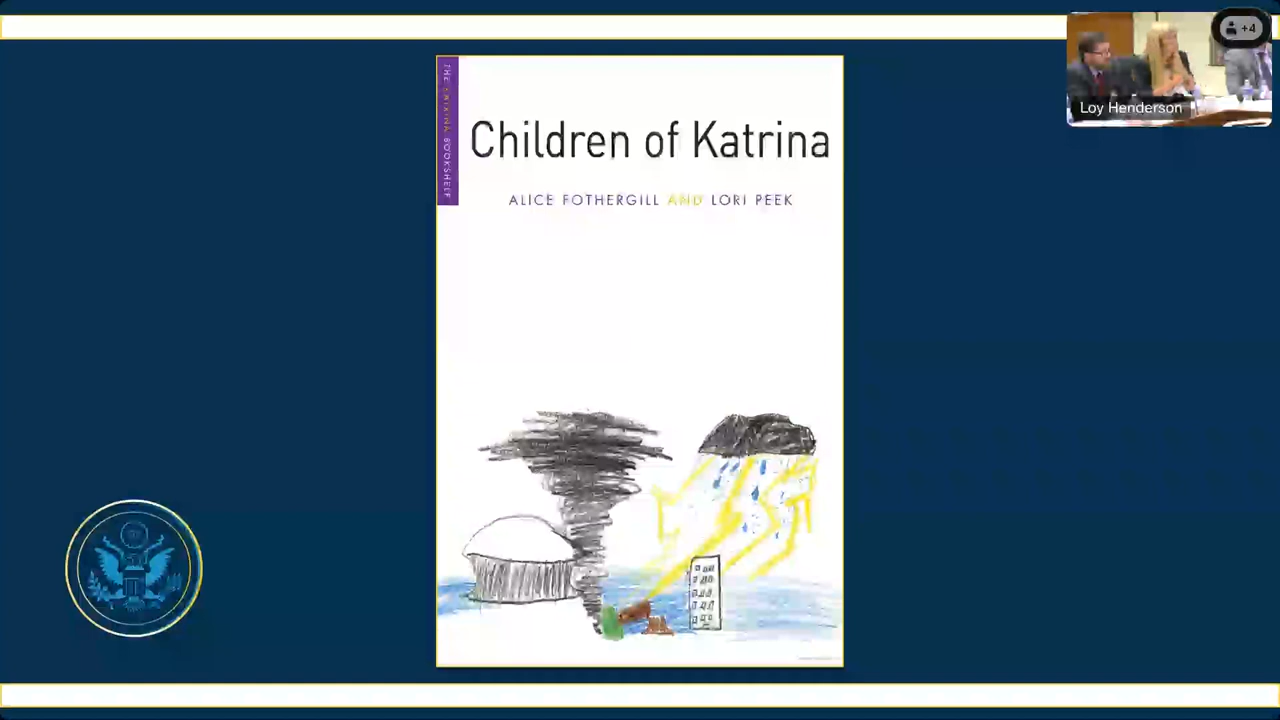 +4
Loy Henderson
THE KATRINA BOOKSHELF
Children of Katrina
ALICE FOTHERGILL AND LORI PEEK